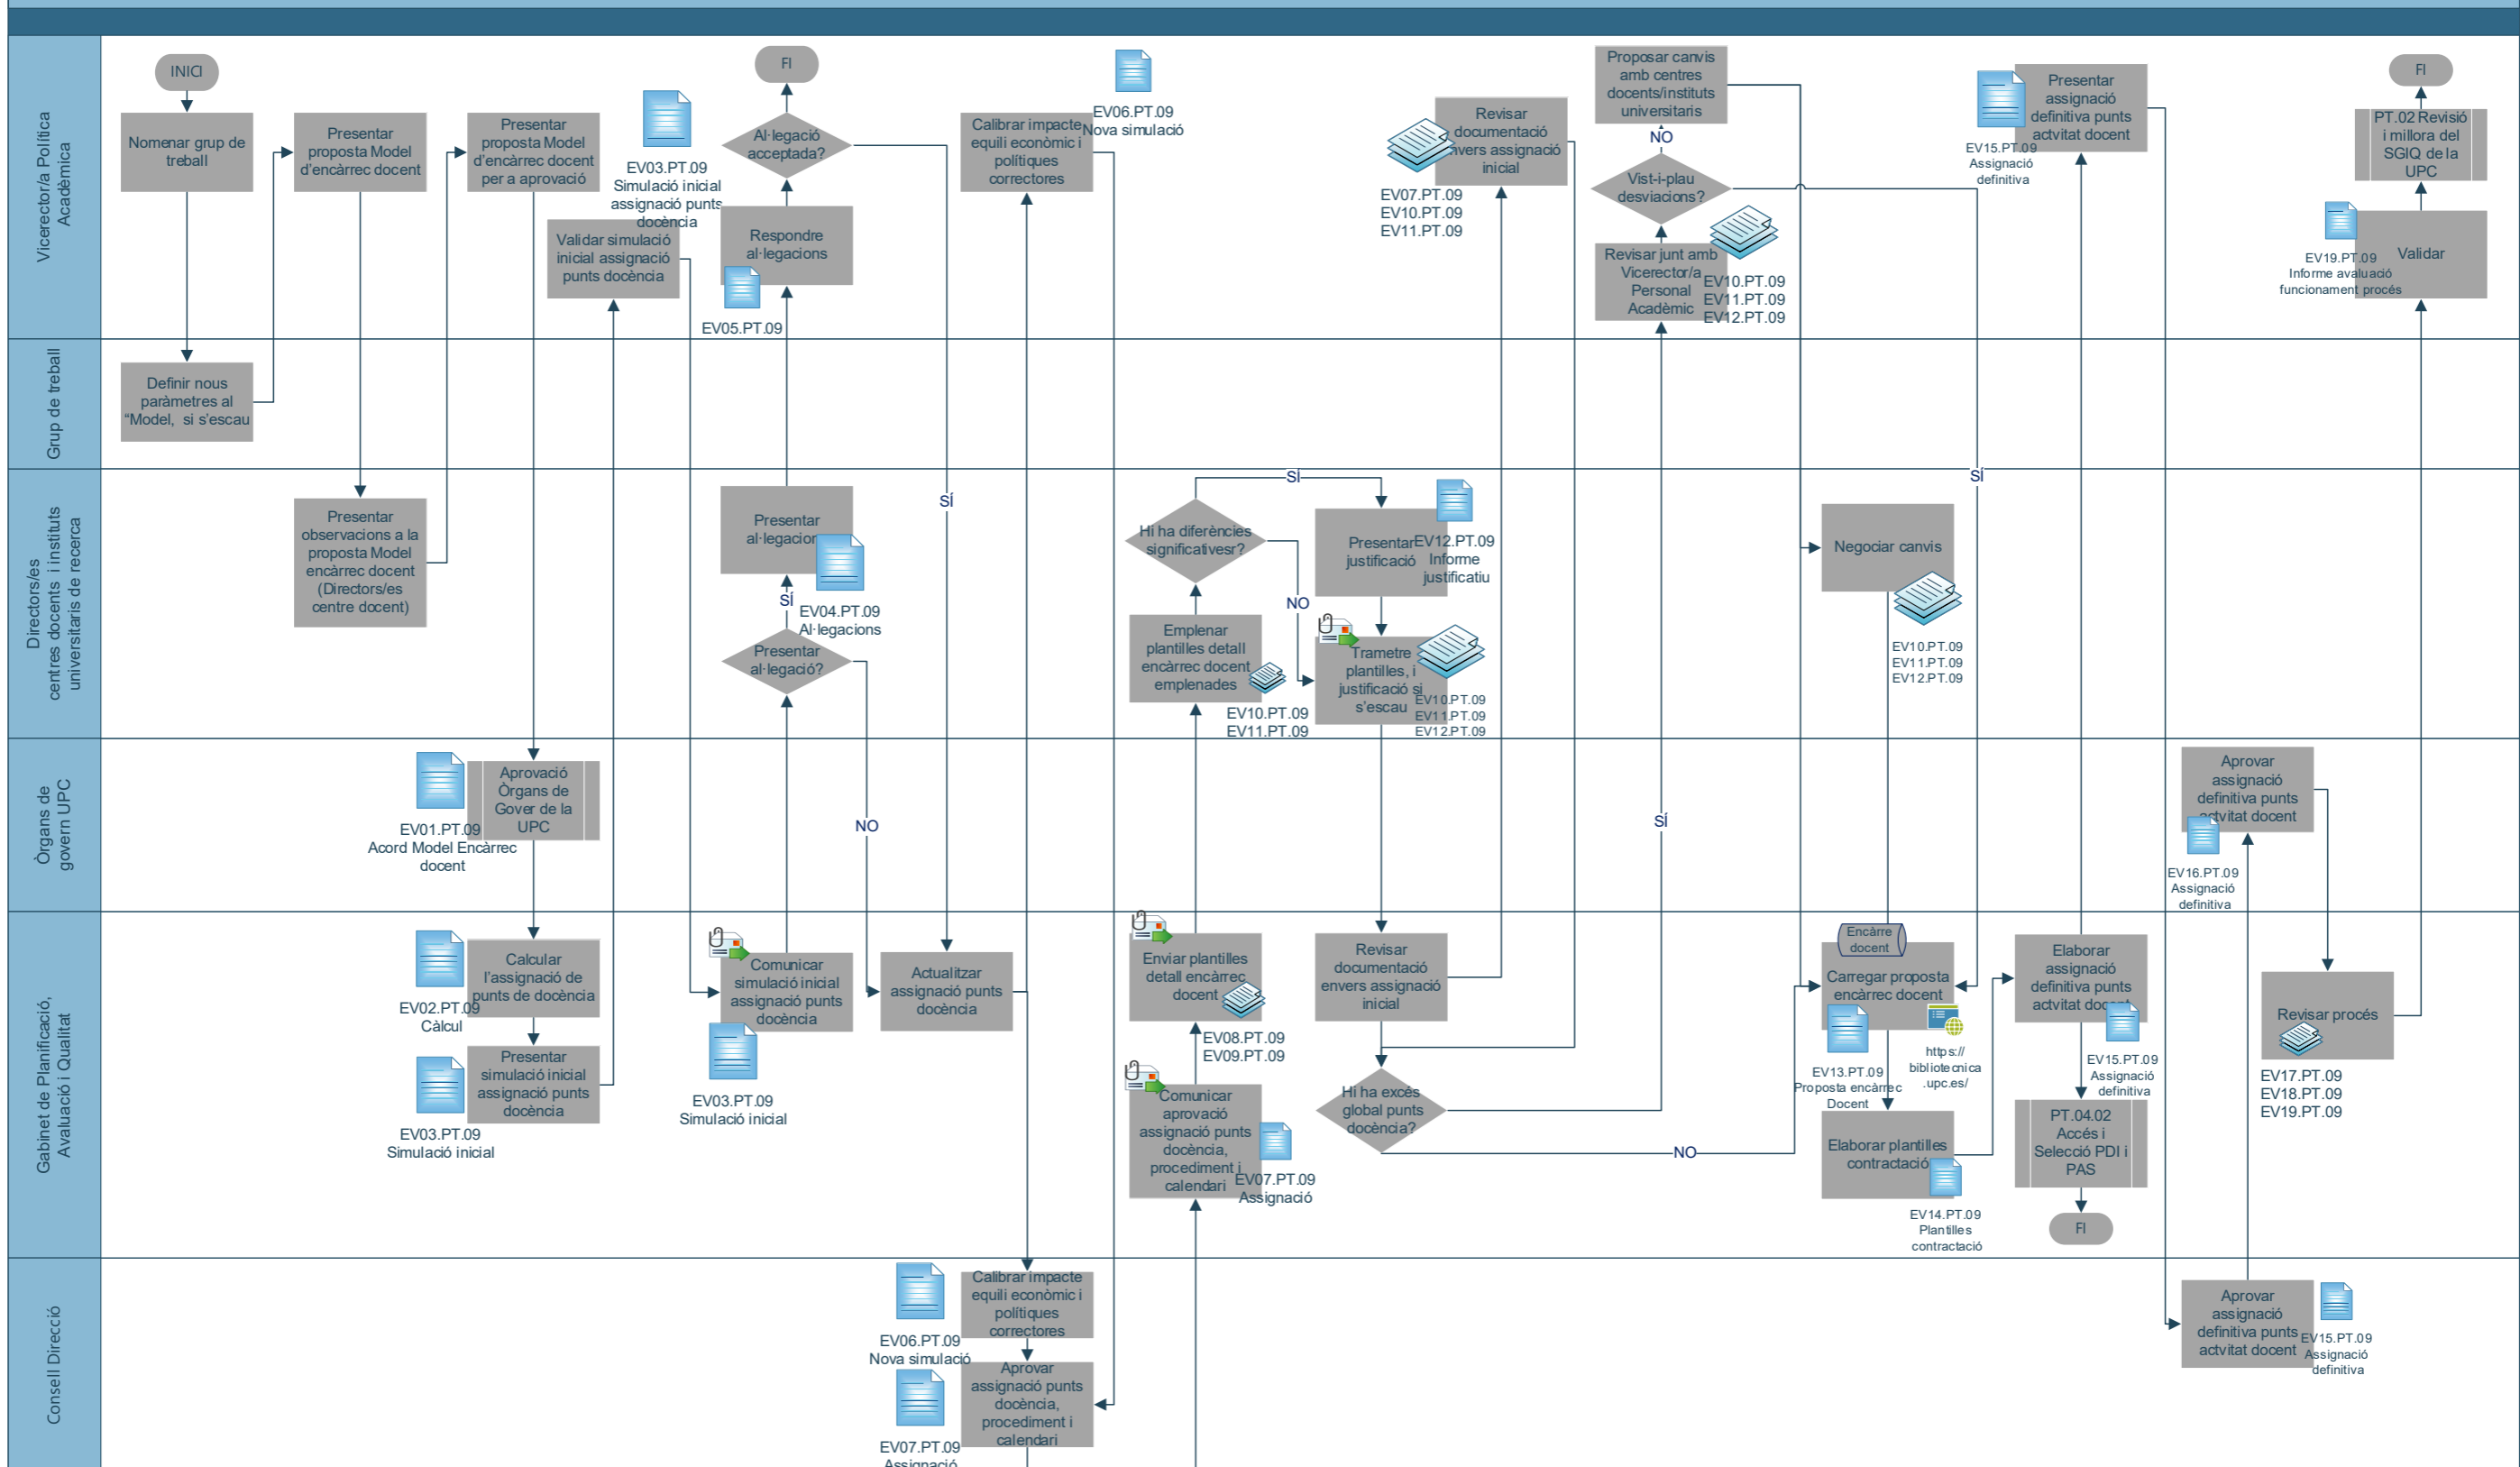 Vicerector/a Política
Acadèmica
INICI
Nomenar grup de
treball
Presentar
proposta Model
d'encàrrec docent
Presentar
proposta Model
d'encàrrec docent
per a aprovació
EV03.PT.09
Simulació inicial
assignació punts
docència
Validar simulació
inicial assignació
punts docència
FI
Al·legació
acceptada?
Respondre
al·legacions
EV05.PT.09
Calibrar impacte
equili econòmic i
polítiques
correctores
EV06.PT.09
Nova simulació
Revisar
documentació
envers assignació
inicial
EV07.PT.09
EV10.PT.09
EV11.PT.09
Proposar canvis
amb centres
docents/instituts
universitaris
NO
Vist-i-plau
desviacions?
Revisar junt amb
Vicerector/a
Personal
Acadèmic
EV10.PT.09
EV11.PT.09
EV12.PT.09
Presentar
assignació
definitiva punts
actvitat docent
EV15.PT.09
Assignació
definitiva
FI
PT.02 Revisió
i millora del
SGIQ de la
UPC
Validar
EV19.PT.09
Informe avaluació
funcionament procés
Grup de treball
Definir nous
paràmetres al
“Model, si s'escau
Directors/es
centres docents i instituts
universitaris de recerca
Presentar
observacions a la
proposta Model
encàrrec docent
(Directors/es
centre docent)
Presentar
SÍ
EV04.PT.09
Al·legacions
Presentar
al·legació?
SÍ
Hi ha diferències
significativesr?
SÍ
NO
Emplenar
plantilles detall
encàrrec docent
emplenades
EV10.PT.09
EV11.PT.09
Presentar
justificació
EV12.PT.09
Informe
justificatiu
Trametre
plantilles, i
justificació si
s'escau
EV10.PT.09
EV11.PT.09
EV12.PT.09
Negociar canvis
EV10.PT.09
EV11.PT.09
EV12.PT.09
SÍ
Òrgans de
govern UPC
Aprovació
Òrgans de
Gover de la
UPC
EV01.PT.09
Acord Model Encàrrec
docent
NO
SÍ
Aprovar
assignació
definitiva punts
actvitat docent
EV16.PT.09
Assignació
definitiva
Gabinet de Planificació,
Avaluació i Qualitat
Calcular
l'assignació de
punts de docència
EV02.PT.09
Càlcul
Presentar
simulació inicial
assignació punts
docència
EV03.PT.09
Simulació inicial
Comunicar
simulació inicial
assignació punts
docència
EV03.PT.09
Simulació inicial
Actualitzar
assignació punts
docència
Enviar plantilles
detall encàrrec
docent
EV08.PT.09
EV09.PT.09
Comunicar
aprovació
assignació punts
docència,
procediment i
calendari
EV07.PT.09
Assignació
Revisar
documentació
envers assignació
inicial
Hi ha excés
global punts
docència?
NO
Encàrre
docent
Carregar proposta
encàrrec docent
EV13.PT.09
Proposta encàrrec
Docent
https://
bibliotecnica
.upc.es/
Elaborar plantilles
contractació
EV14.PT.09
Plantilles
contractació
Elaborar
assignació
definitiva punts
actvitat docent
EV15.PT.09
Assignació
definitiva
PT.04.02
Accés i
Selecció PDI i
PAS
FI
Revisar procés
EV17.PT.09
EV18.PT.09
EV19.PT.09
Consell Direcció
Calibrar impacte
equili econòmic i
polítiques
correctores
EV06.PT.09
Nova simulació
Aprovar
assignació punts
docència,
procediment i
calendari
EV07.PT.09
Assignació
Aprovar
assignació
definitiva punts
actvitat docent
EV15.PT.09
Assignació
definitiva